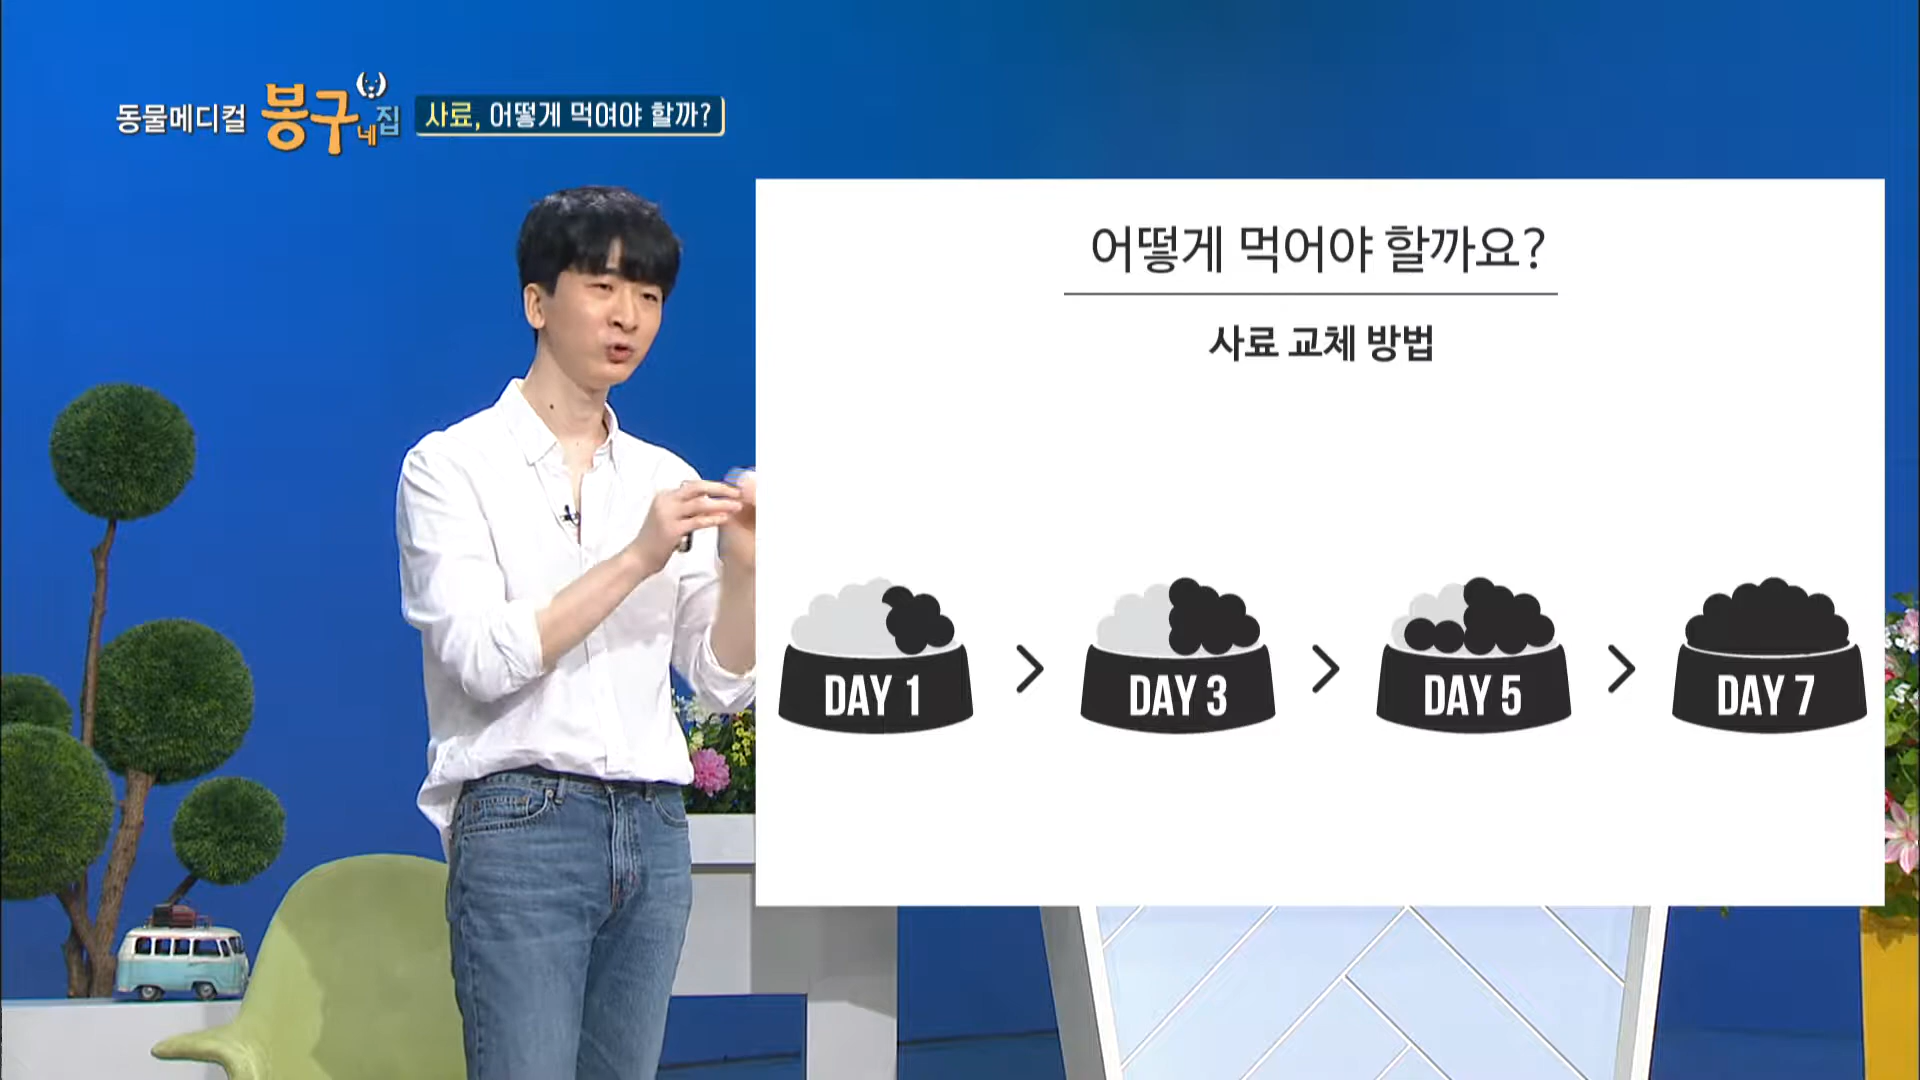 동물메디컬 봉구네집 사료, 어떻게 먹여야 할까?
어떻게 먹어야 할까요?
사료 교체 방법
DAY 1 > DAY 3 > DAY 5 > DAY 7